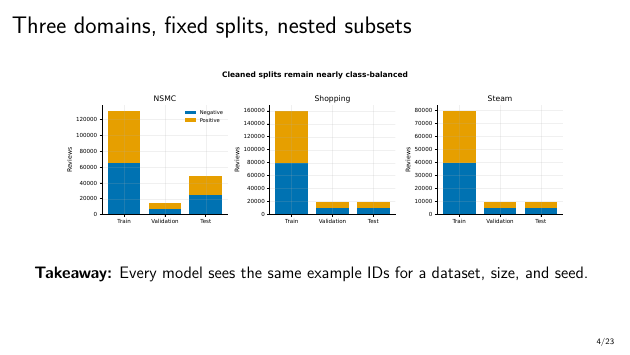 Three domains, fixed splits, nested subsets
Cleaned splits remain nearly class-balanced
NSMC
Reviews
120000
100000
80000
60000
40000
20000
0
Negative
Positive
Train Validation Test
Shopping
Reviews
160000
140000
120000
100000
80000
60000
40000
20000
0
Train Validation Test
Steam
Reviews
80000
70000
60000
50000
40000
30000
20000
10000
0
Train Validation Test
Takeaway: Every model sees the same example IDs for a dataset, size, and seed.
4/23